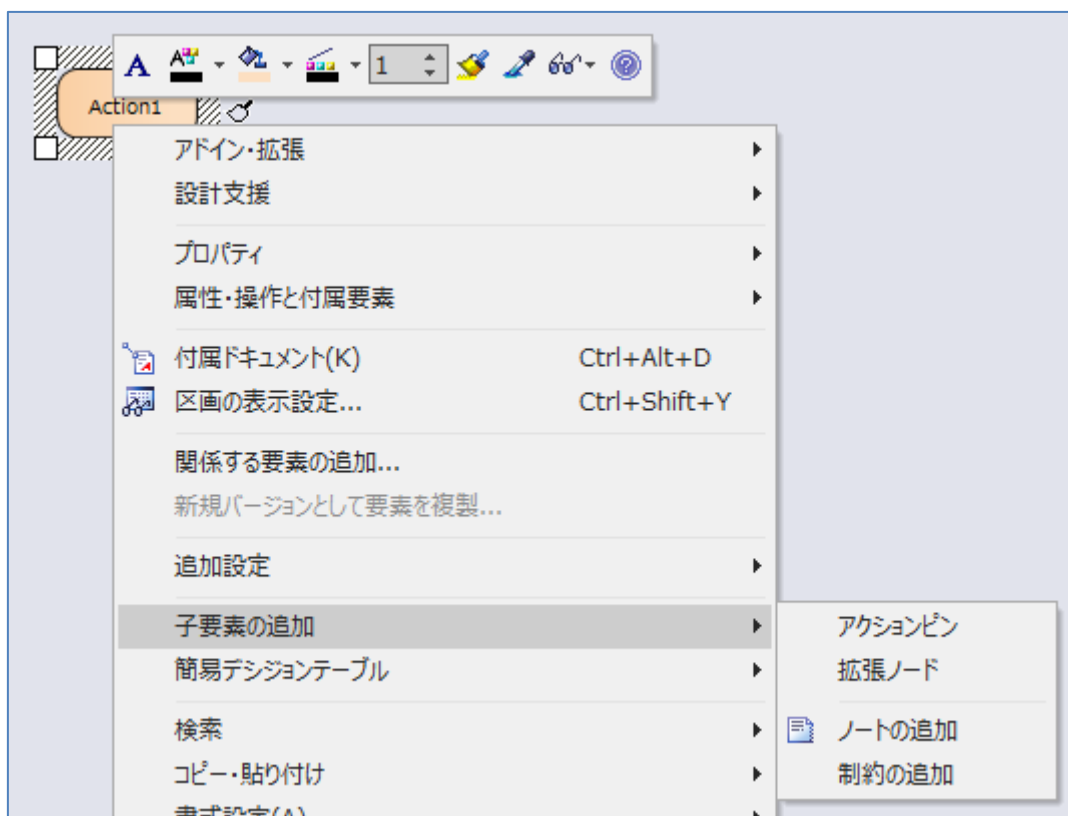 A
1
Action1
アドイン・拡張
設計支援
プロパティ
属性・操作と付属要素
付属ドキュメント(K) Ctrl+Alt+D
区画の表示設定... Ctrl+Shift+Y
関係する要素の追加...
新規バージョンとして要素を複製...
追加設定
子要素の追加
アクションピン
簡易デシジョンテーブル
拡張ノード
検索
ノートの追加
コピー・貼り付け
制約の追加
書式設定(A)